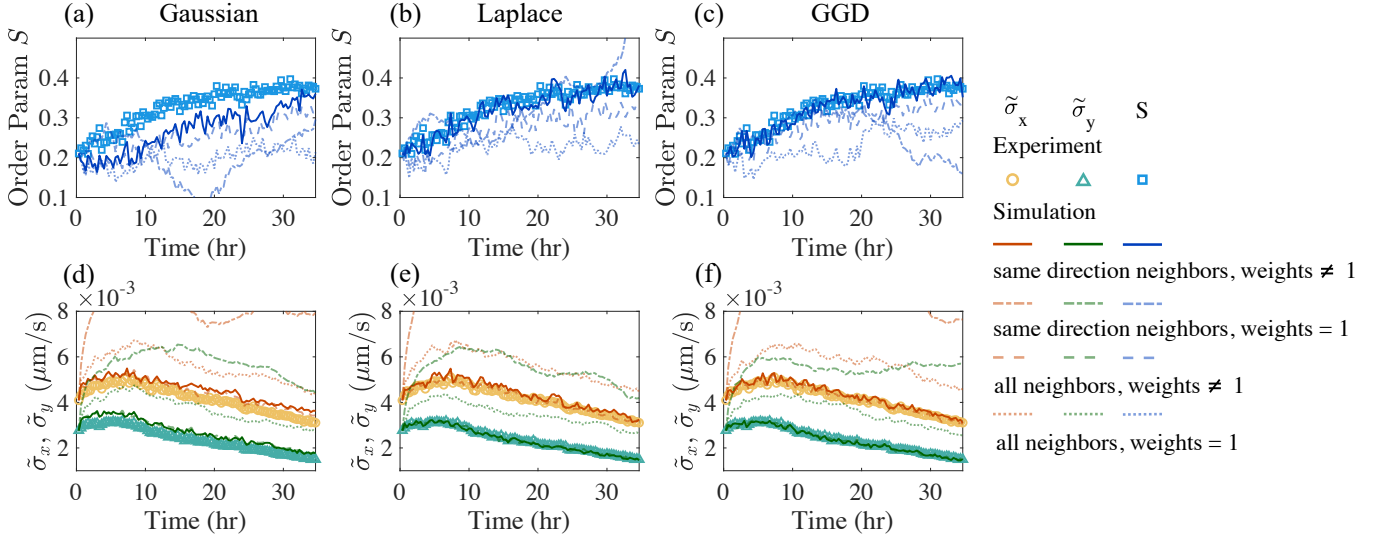 (a) Gaussian
(b) Laplace
(c) GGD
Order Param S
0.4
0.3
0.2
0.1
0 10 20 30
Time (hr)
Order Param S
0.4
0.3
0.2
0.1
0 10 20 30
Time (hr)
Order Param S
0.4
0.3
0.2
0.1
0 10 20 30
Time (hr)
(d)
×10⁻³
σ̃x, σ̃y (μm/s)
8
6
4
2
0 10 20 30
Time (hr)
(e)
×10⁻³
σ̃x, σ̃y (μm/s)
8
6
4
2
0 10 20 30
Time (hr)
(f)
×10⁻³
σ̃x, σ̃y (μm/s)
8
6
4
2
0 10 20 30
Time (hr)
σ̃x σ̃y S
Experiment
Simulation
same direction neighbors, weights ≠ 1
same direction neighbors, weights = 1
all neighbors, weights ≠ 1
all neighbors, weights = 1